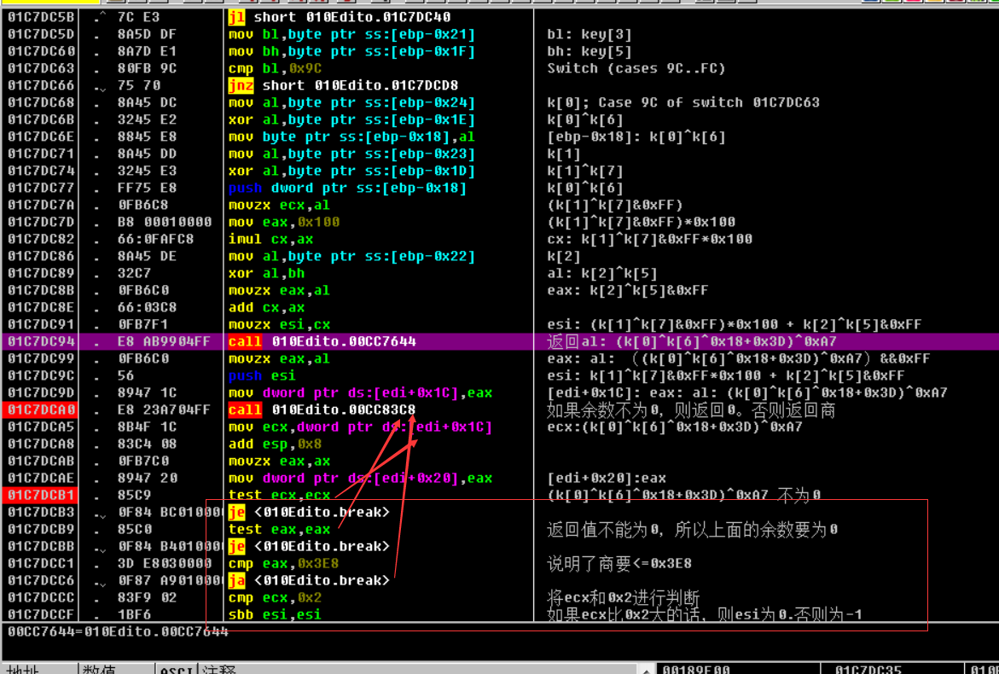 01C7DC5B .^ 7C E3 jl short 010Edito.01C7DC40
01C7DC5D . 8A5D DF mov bl,byte ptr ss:[ebp-0x21] bl: key[3]
01C7DC60 . 8A7D E1 mov bh,byte ptr ss:[ebp-0x1F] bh: key[5]
01C7DC63 . 80FB 9C cmp bl,0x9C Switch (cases 9C..FC)
01C7DC66 .v 75 70 jnz short 010Edito.01C7DCD8
01C7DC68 . 8A45 DC mov al,byte ptr ss:[ebp-0x24] k[0]; Case 9C of switch 01C7DC63
01C7DC6B . 3245 E2 xor al,byte ptr ss:[ebp-0x1E] k[0]^k[6]
01C7DC6E . 8845 E8 mov byte ptr ss:[ebp-0x18],al [ebp-0x18]: k[0]^k[6]
01C7DC71 . 8A45 DD mov al,byte ptr ss:[ebp-0x23] k[1]
01C7DC74 . 3245 E3 xor al,byte ptr ss:[ebp-0x1D] k[1]^k[7]
01C7DC77 . FF75 E8 push dword ptr ss:[ebp-0x18] k[0]^k[6]
01C7DC7A . 0FB6C8 movzx ecx,al (k[1]^k[7]&0xFF)
01C7DC7D . B8 00010000 mov eax,0x100 (k[1]^k[7]&0xFF)*0x100
01C7DC82 . 66:0FAFC8 imul cx,ax cx: k[1]^k[7]&0xFF*0x100
01C7DC86 . 8A45 DE mov al,byte ptr ss:[ebp-0x22] k[2]
01C7DC89 . 32C7 xor al,bh al: k[2]^k[5]
01C7DC8B . 0FB6C0 movzx eax,al eax: k[2]^k[5]&0xFF
01C7DC8E . 66:03C8 add cx,ax
01C7DC91 . 0FB7F1 movzx esi,cx esi: (k[1]^k[7]&0xFF)*0x100 + k[2]^k[5]&0xFF
01C7DC94 . E8 AB9904FF call 010Edito.00CC7644 返回al: (k[0]^k[6]^0x18+0x3D)^0xA7
01C7DC99 . 0FB6C0 movzx eax,al eax: al: （(k[0]^k[6]^0x18+0x3D)^0xA7）&&0xFF
01C7DC9C . 56 push esi esi: k[1]^k[7]&0xFF*0x100 + k[2]^k[5]&0xFF
01C7DC9D . 8947 1C mov dword ptr ds:[edi+0x1C],eax [edi+0x1C]: eax: al: (k[0]^k[6]^0x18+0x3D)^0xA7
01C7DCA0 . E8 23A704FF call 010Edito.00CC83C8 如果余数不为0, 则返回0。否则返回商
01C7DCA5 . 8B4F 1C mov ecx,dword ptr ds:[edi+0x1C] ecx:(k[0]^k[6]^0x18+0x3D)^0xA7
01C7DCA8 . 83C4 08 add esp,0x8
01C7DCAB . 0FB7C0 movzx eax,ax
01C7DCAE . 8947 20 mov dword ptr ds:[edi+0x20],eax [edi+0x20]:eax
01C7DCB1 . 85C9 test ecx,ecx (k[0]^k[6]^0x18+0x3D)^0xA7 不为0
01C7DCB3 .v 0F84 BC010000 je <010Edito.break>
01C7DCB9 . 85C0 test eax,eax 返回值不能为0, 所以上面的余数要为0
01C7DCBB .v 0F84 B4010000 je <010Edito.break>
01C7DCC1 . 3D E8030000 cmp eax,0x3E8 说明了商要<=0x3E8
01C7DCC6 .v 0F87 A9010000 ja <010Edito.break>
01C7DCCC . 83F9 02 cmp ecx,0x2 将ecx和0x2进行判断
01C7DCCF . 1BF6 sbb esi,esi 如果ecx比0x2大的话, 则esi为0.否则为-1
00CC7644=010Edito.00CC7644
地址 数值 ASCI 注释 00189E00 01C7DC35